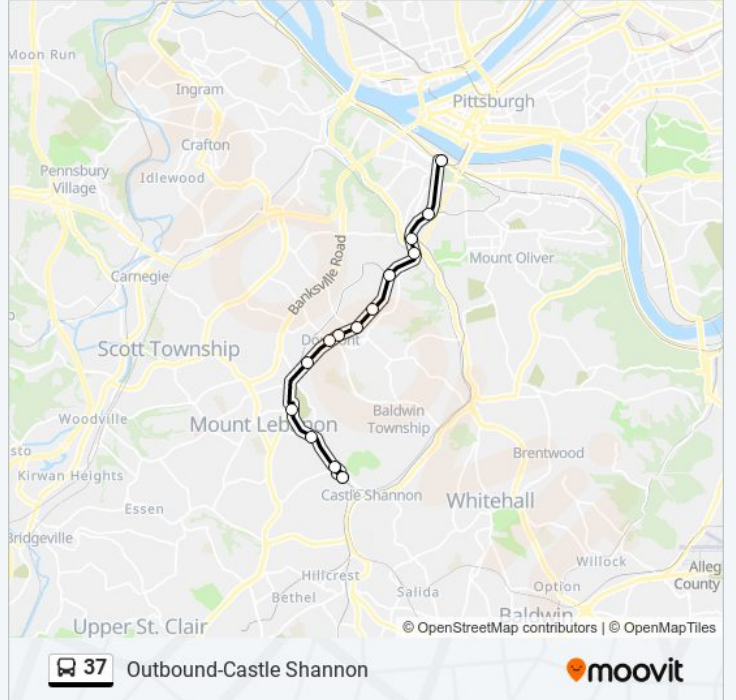 Moon Run
Ingram
Pittsburgh
Crafton
Pennsbury
Village
Idlewood
Mount Oliver
Banksville Road
Carnegie
Scott Township
Baldwin
Township
Woodville
Mount Lebanon
Brentwood
Kirwan Heights
Castle Shannon
Whitehall
Essen
Bridgeville
Willock
Hillcrest
Option
Alleg
County
Bethel
Salida
Baldwin
Upper St. Clair
© OpenStreetMap contributors | © OpenMapTiles
37 Outbound-Castle Shannon
moovit